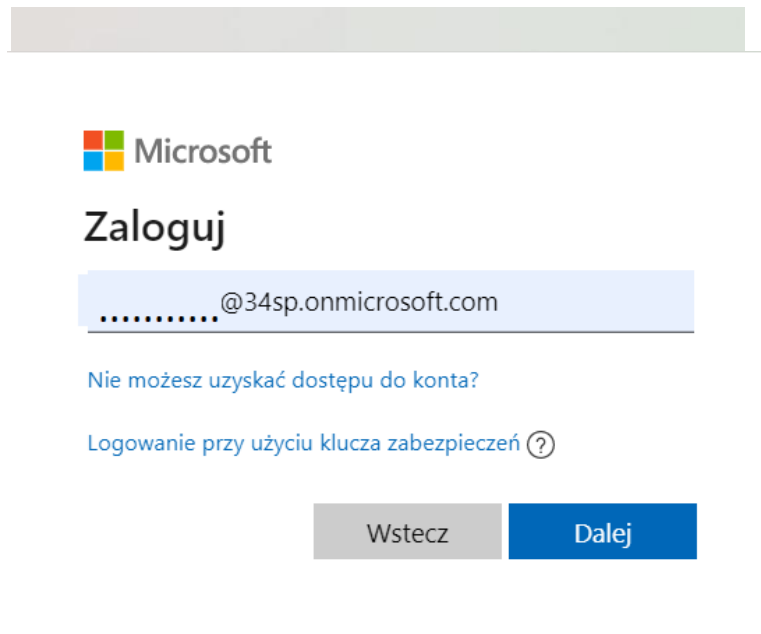 Microsoft
Zaloguj
...........@34sp.onmicrosoft.com
Nie możesz uzyskać dostępu do konta?
Logowanie przy użyciu klucza zabezpieczeń ?
Wstecz Dalej